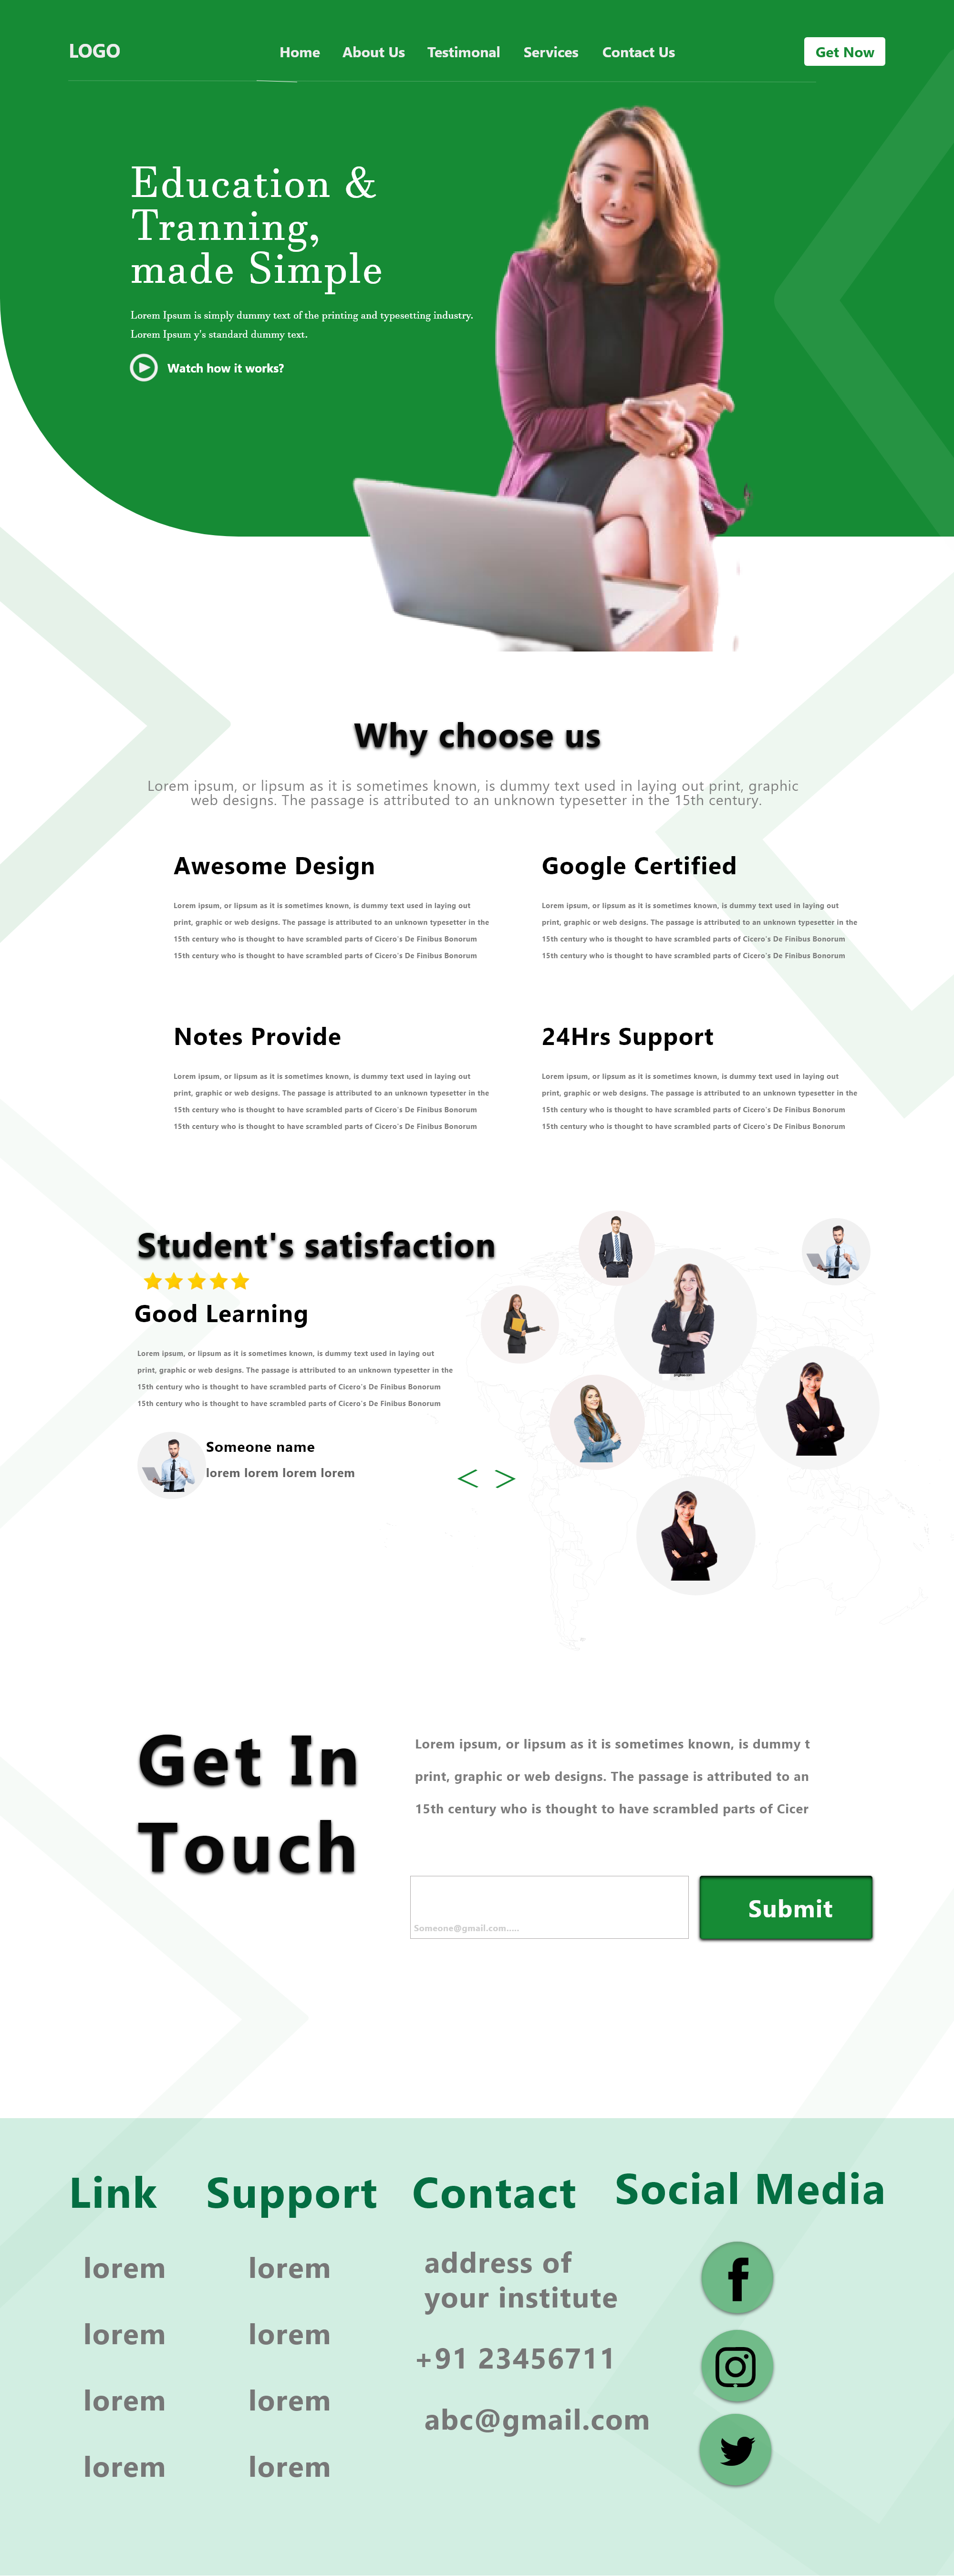 LOGO
Home About Us Testimonal Services Contact Us
Get Now
Education &
Tranning,
made Simple
Lorem Ipsum is simply dummy text of the printing and typesetting industry.
Lorem Ipsum y's standard dummy text.
Watch how it works?
Why choose us
Lorem ipsum, or lipsum as it is sometimes known, is dummy text used in laying out print, graphic
web designs. The passage is attributed to an unknown typesetter in the 15th century.
Awesome Design
Lorem ipsum, or lipsum as it is sometimes known, is dummy text used in laying out
print, graphic or web designs. The passage is attributed to an unknown typesetter in the
15th century who is thought to have scrambled parts of Cicero's De Finibus Bonorum
15th century who is thought to have scrambled parts of Cicero's De Finibus Bonorum
Google Certified
Lorem ipsum, or lipsum as it is sometimes known, is dummy text used in laying out
print, graphic or web designs. The passage is attributed to an unknown typesetter in the
15th century who is thought to have scrambled parts of Cicero's De Finibus Bonorum
15th century who is thought to have scrambled parts of Cicero's De Finibus Bonorum
Notes Provide
Lorem ipsum, or lipsum as it is sometimes known, is dummy text used in laying out
print, graphic or web designs. The passage is attributed to an unknown typesetter in the
15th century who is thought to have scrambled parts of Cicero's De Finibus Bonorum
15th century who is thought to have scrambled parts of Cicero's De Finibus Bonorum
24Hrs Support
Lorem ipsum, or lipsum as it is sometimes known, is dummy text used in laying out
print, graphic or web designs. The passage is attributed to an unknown typesetter in the
15th century who is thought to have scrambled parts of Cicero's De Finibus Bonorum
15th century who is thought to have scrambled parts of Cicero's De Finibus Bonorum
Student's satisfaction
Good Learning
Lorem ipsum, or lipsum as it is sometimes known, is dummy text used in laying out
print, graphic or web designs. The passage is attributed to an unknown typesetter in the
15th century who is thought to have scrambled parts of Cicero's De Finibus Bonorum
15th century who is thought to have scrambled parts of Cicero's De Finibus Bonorum
Someone name
lorem lorem lorem lorem
< >
Get In
Touch
Lorem ipsum, or lipsum as it is sometimes known, is dummy t
print, graphic or web designs. The passage is attributed to an
15th century who is thought to have scrambled parts of Cicer
Someone@gmail.com.....
Submit
Link
lorem
lorem
lorem
lorem
Support
lorem
lorem
lorem
lorem
Contact
address of
your institute
+91 23456711
abc@gmail.com
Social Media